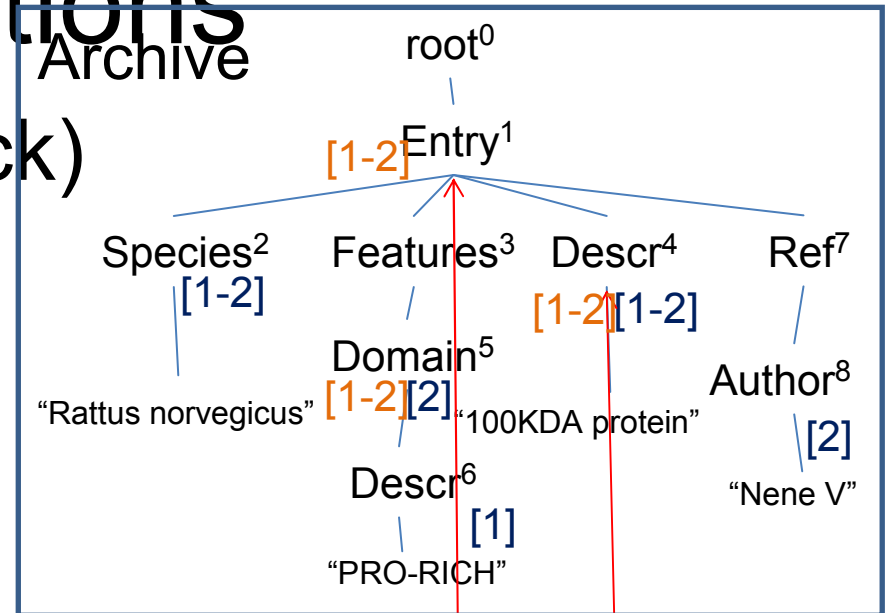 tions
Archive
ck)
root⁰
Entry¹
[1-2]
Species² Features³ Descr⁴ Ref⁷
[1-2] [1-2] [1-2]
Domain⁵ Author⁸
[1-2] [2]
“Rattus norvegicus” “100KDA protein” [2]
Descr⁶ “Nene V”
[1]
“PRO-RICH”